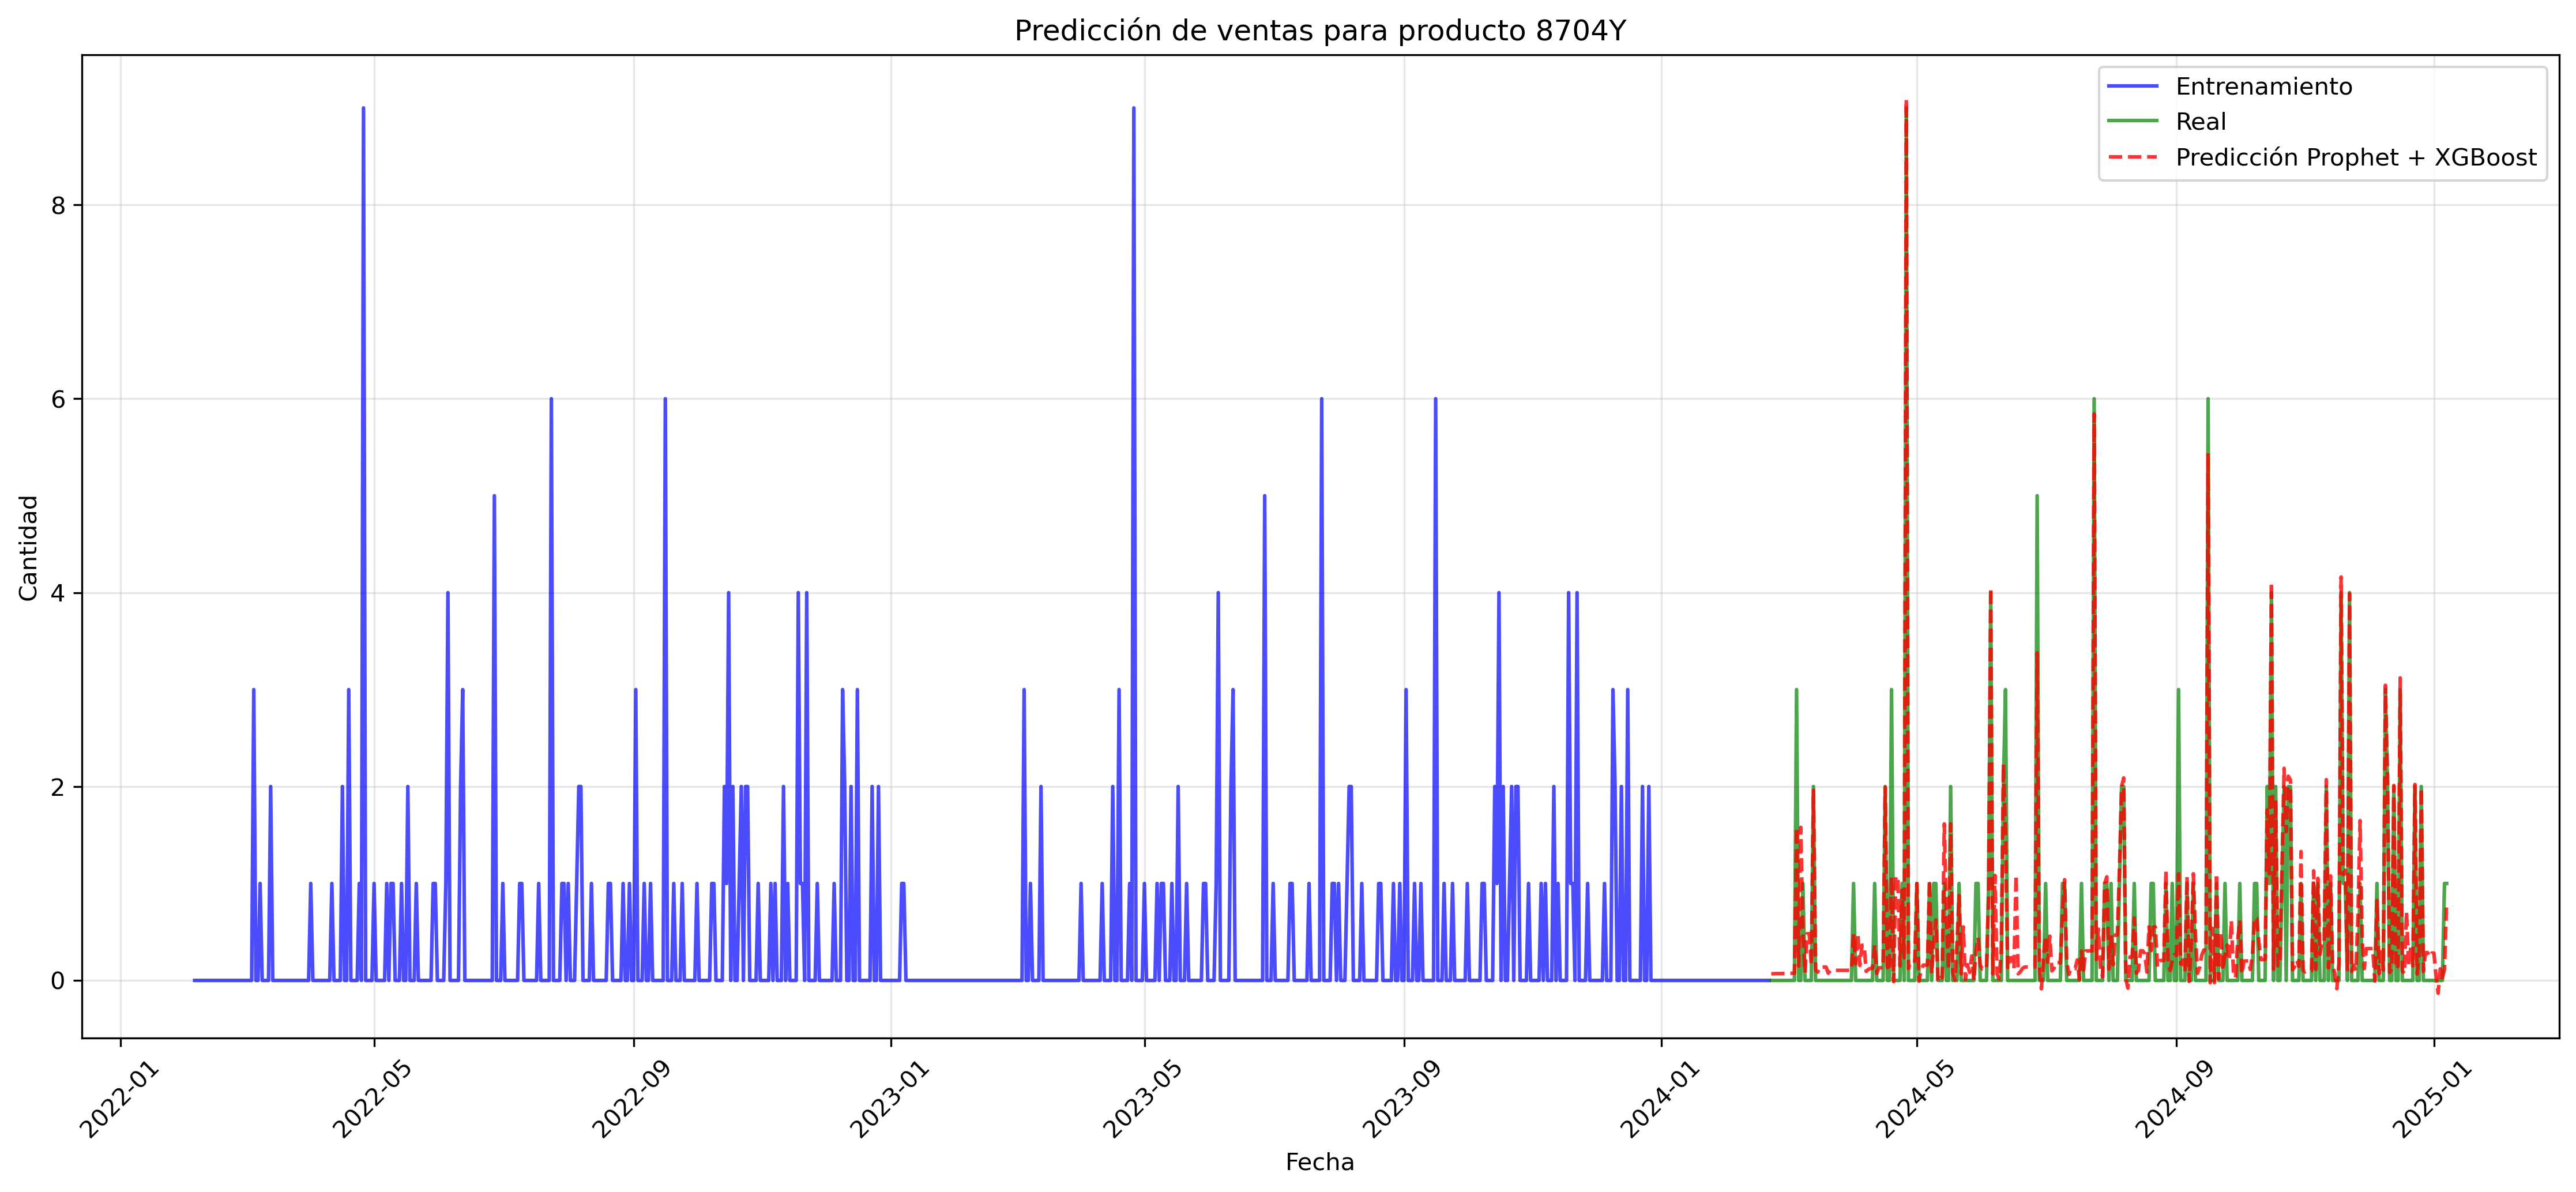 Predicción de ventas para producto 8704Y
Entrenamiento
Real
Predicción Prophet + XGBoost
Cantidad
8
6
4
2
0
2022-01
2022-05
2022-09
2023-01
2023-05
2023-09
2024-01
2024-05
2024-09
2025-01
Fecha